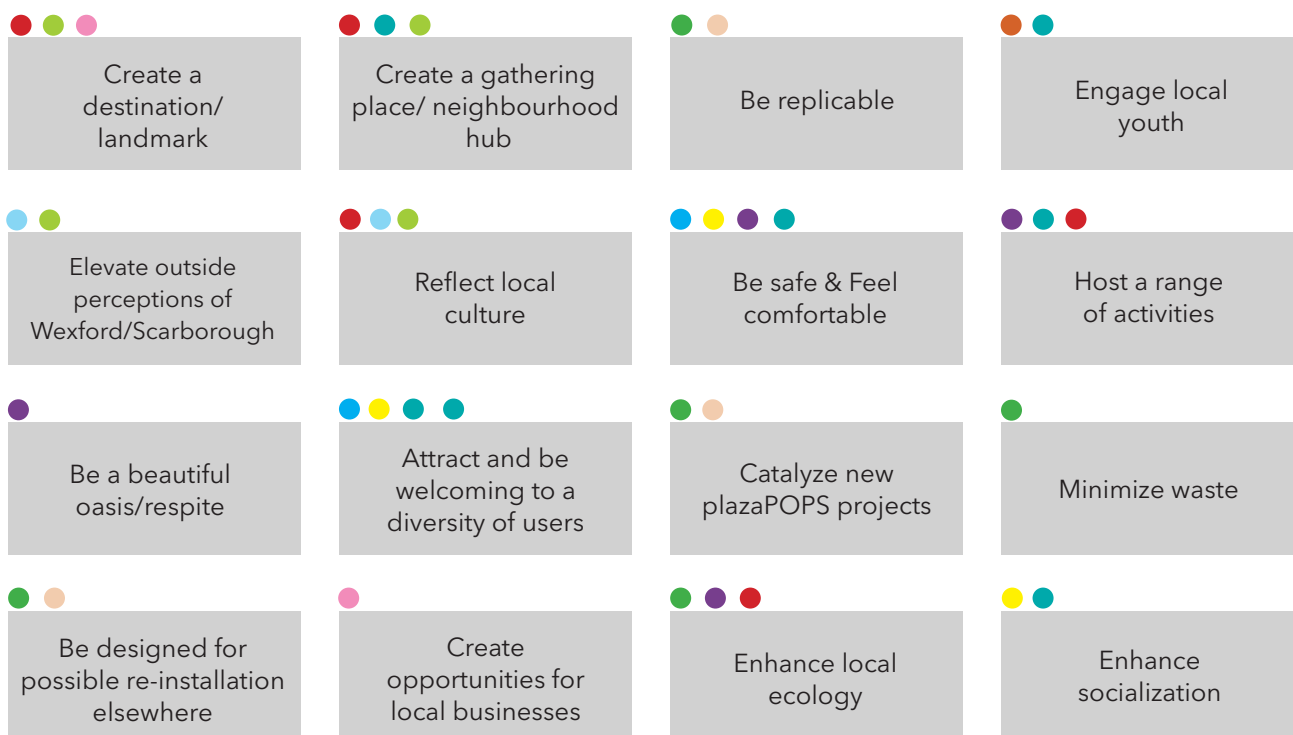 Create a
destination/
landmark
Create a gathering
place/ neighbourhood
hub
Be replicable
Engage local
youth
Elevate outside
perceptions of
Wexford/Scarborough
Reflect local
culture
Be safe & Feel
comfortable
Host a range
of activities
Be a beautiful
oasis/respite
Attract and be
welcoming to a
diversity of users
Catalyze new
plazaPOPS projects
Minimize waste
Be designed for
possible re-installation
elsewhere
Create
opportunities for
local businesses
Enhance local
ecology
Enhance
socialization